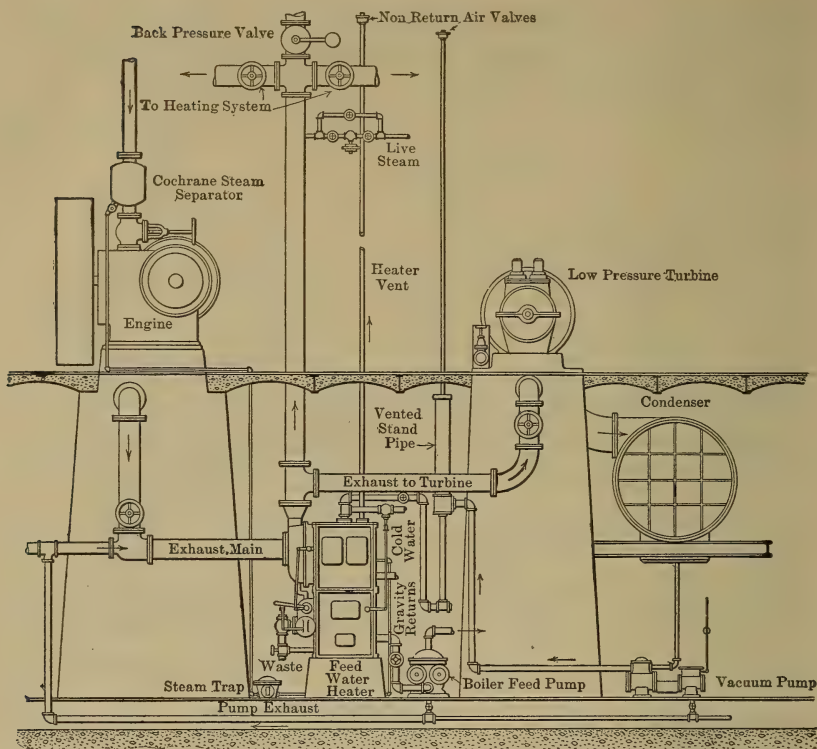 Non Return Air Valves
Back Pressure Valve
To Heating System
Live
Steam
Cochrane Steam
Separator
Heater
Vent
Low Pressure Turbine
Engine
Condenser
Vented
Stand
Pipe
Exhaust to Turbine
Exhaust Main
Cold
Water
Gravity
Returns
Waste
Feed
Water
Heater
Steam Trap
Boiler Feed Pump
Vacuum Pump
Pump Exhaust